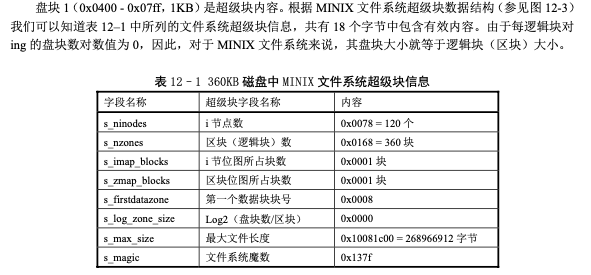 盘块 1（0x0400 - 0x07ff, 1KB）是超级块内容。根据 MINIX 文件系统超级块数据结构（参见图 12-3）
我们可以知道表 12–1 中所列的文件系统超级块信息，共有 18 个字节中包含有效内容。由于每逻辑块对
ing 的盘块数对数值为 0，因此，对于 MINIX 文件系统来说，其盘块大小就等于逻辑块（区块）大小。
表 12–1 360KB 磁盘中 MINIX 文件系统超级块信息
字段名称 超级块字段名称 内容
s_ninodes i 节点数 0x0078 = 120 个
s_nzones 区块（逻辑块）数 0x0168 = 360 块
s_imap_blocks i 节点位图所占块数 0x0001 块
s_zmap_blocks 区块位图所占块数 0x0001 块
s_firstdatazone 第一个数据块块号 0x0008
s_log_zone_size Log2（盘块数/区块） 0x0000
s_max_size 最大文件长度 0x10081c00 = 268966912 字节
s_magic 文件系统魔数 0x137f